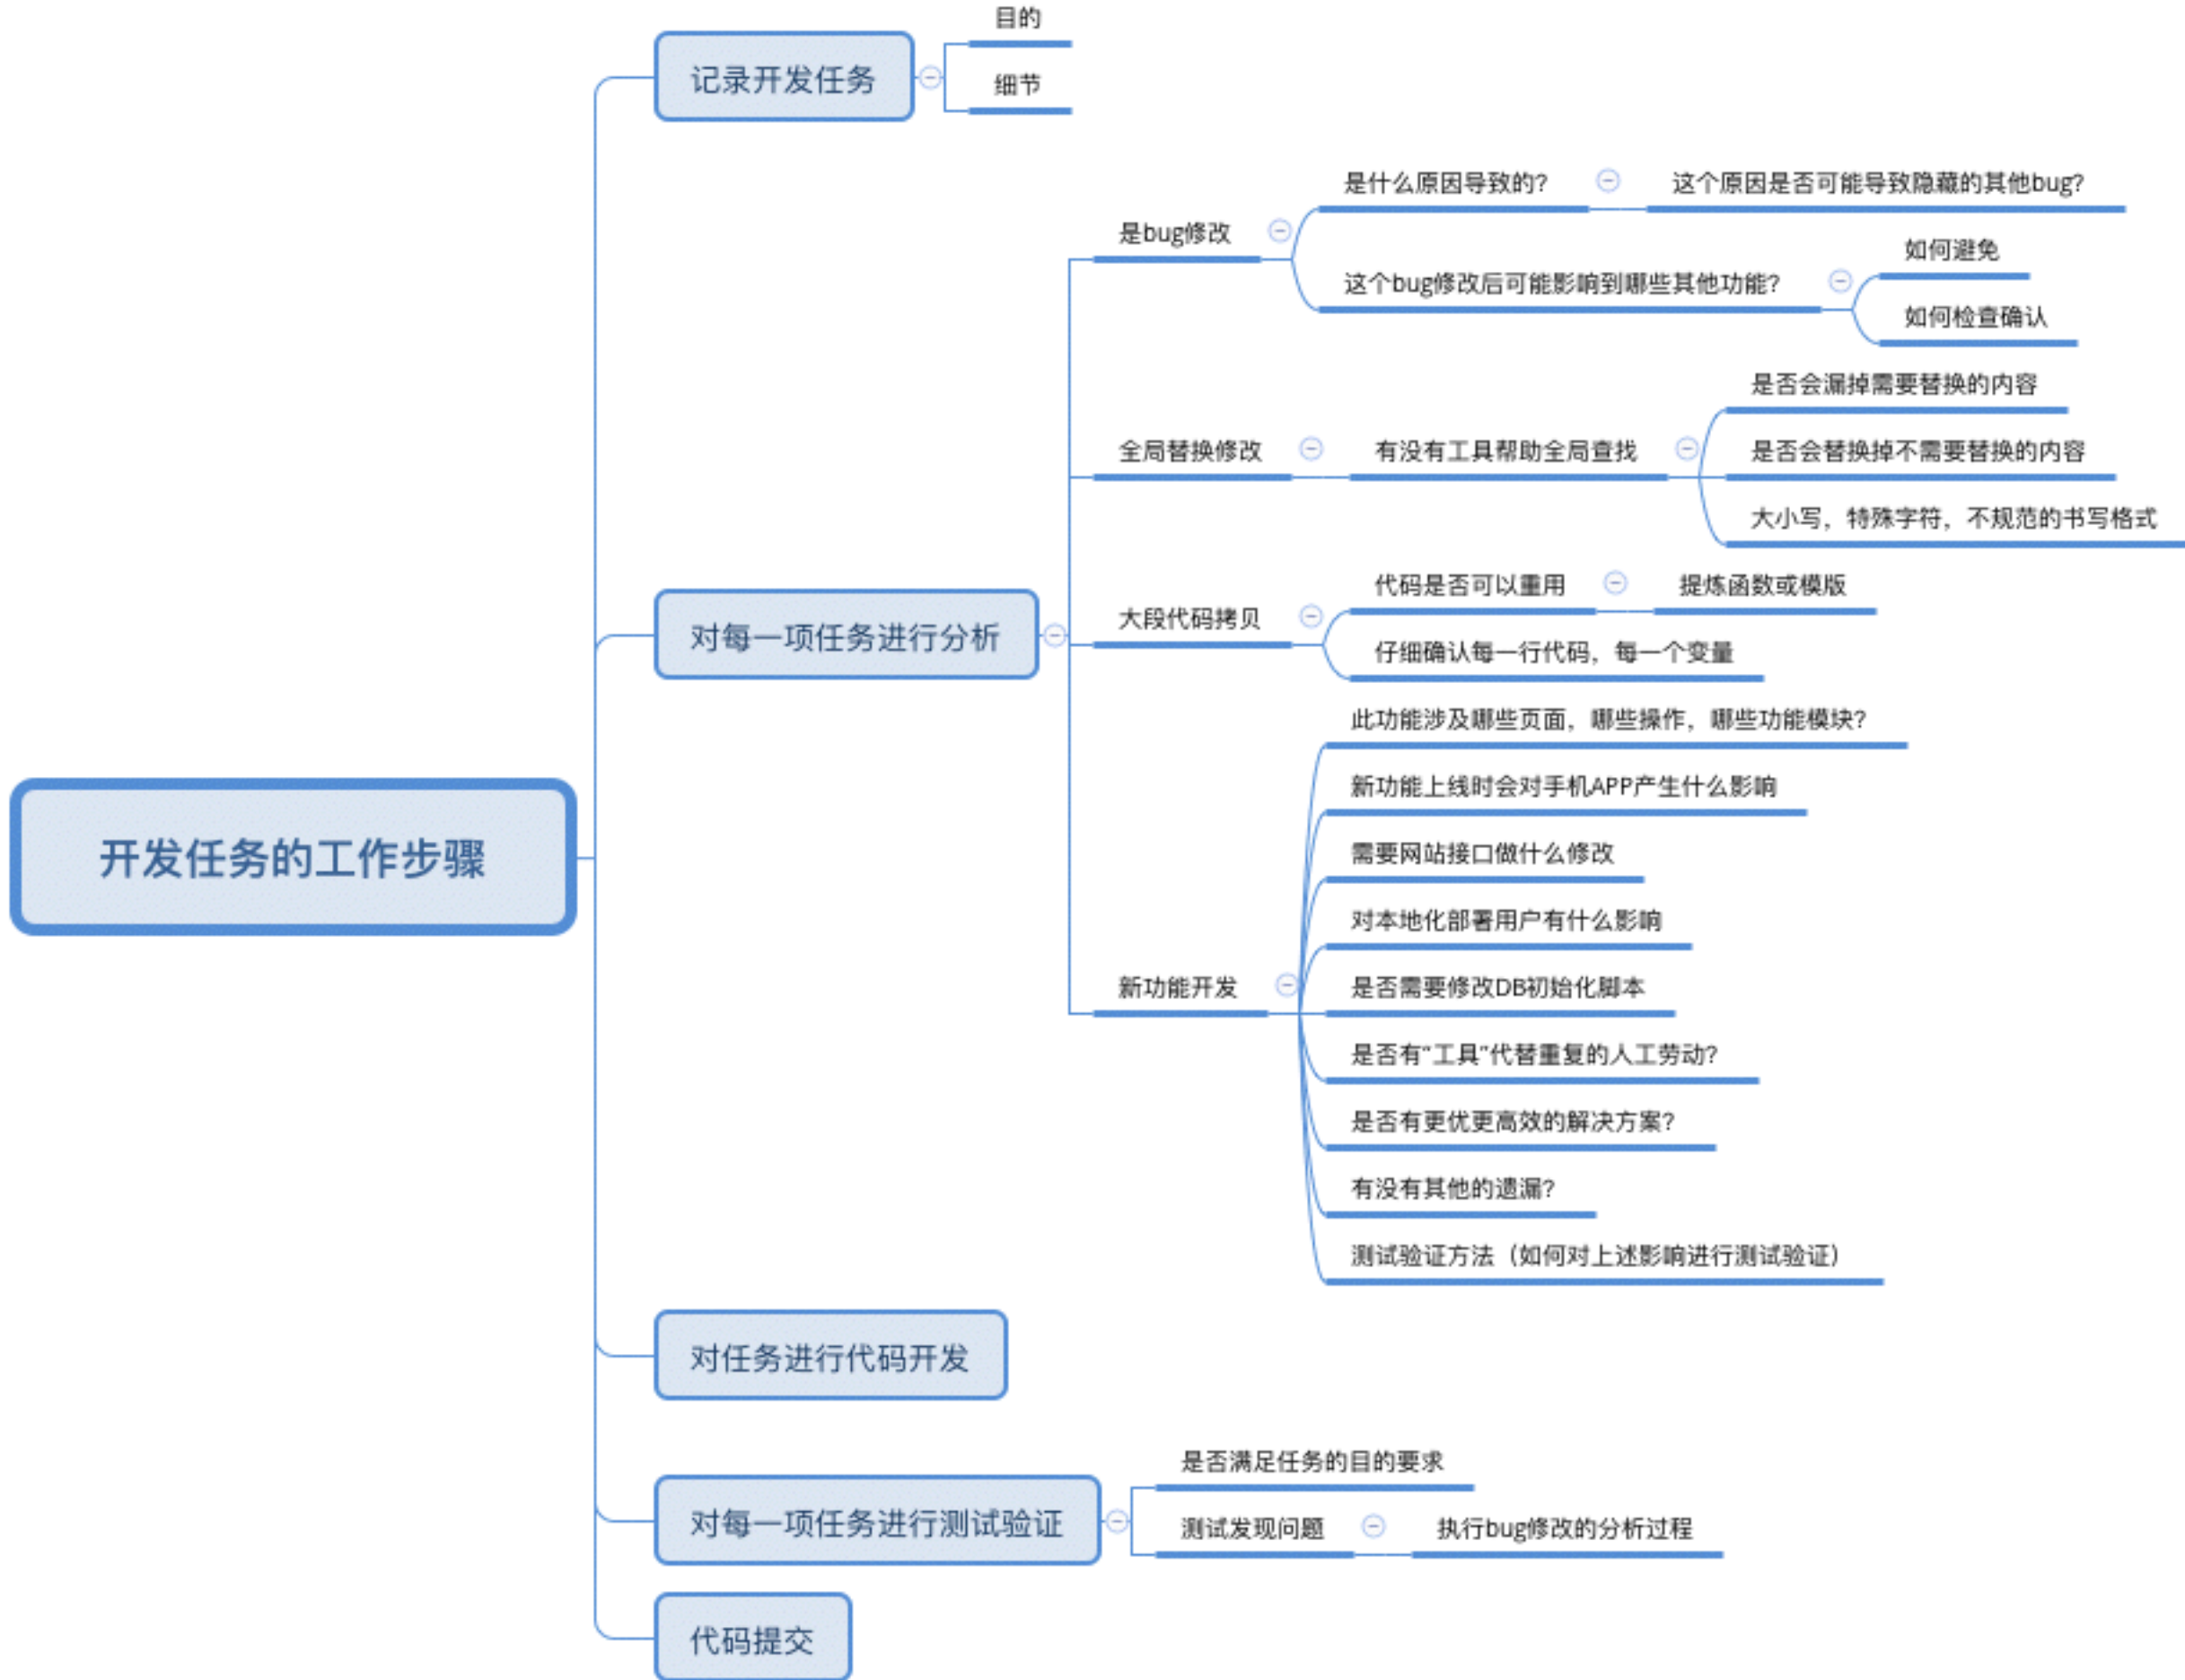 开发任务的工作步骤
记录开发任务
目的
细节
对每一项任务进行分析
是bug修改
是什么原因导致的?
这个原因是否可能导致隐藏的其他bug?
这个bug修改后可能影响到哪些其他功能?
如何避免
如何检查确认
全局替换修改
有没有工具帮助全局查找
是否会漏掉需要替换的内容
是否会替换掉不需要替换的内容
大小写，特殊字符，不规范的书写格式
大段代码拷贝
代码是否可以重用
提炼函数或模版
仔细确认每一行代码，每一个变量
新功能开发
此功能涉及哪些页面，哪些操作，哪些功能模块?
新功能上线时会对手机APP产生什么影响
需要网站接口做什么修改
对本地化部署用户有什么影响
是否需要修改DB初始化脚本
是否有“工具”代替重复的人工劳动?
是否有更优更高效的解决方案?
有没有其他的遗漏?
测试验证方法（如何对上述影响进行测试验证）
对任务进行代码开发
对每一项任务进行测试验证
是否满足任务的目的要求
测试发现问题
执行bug修改的分析过程
代码提交